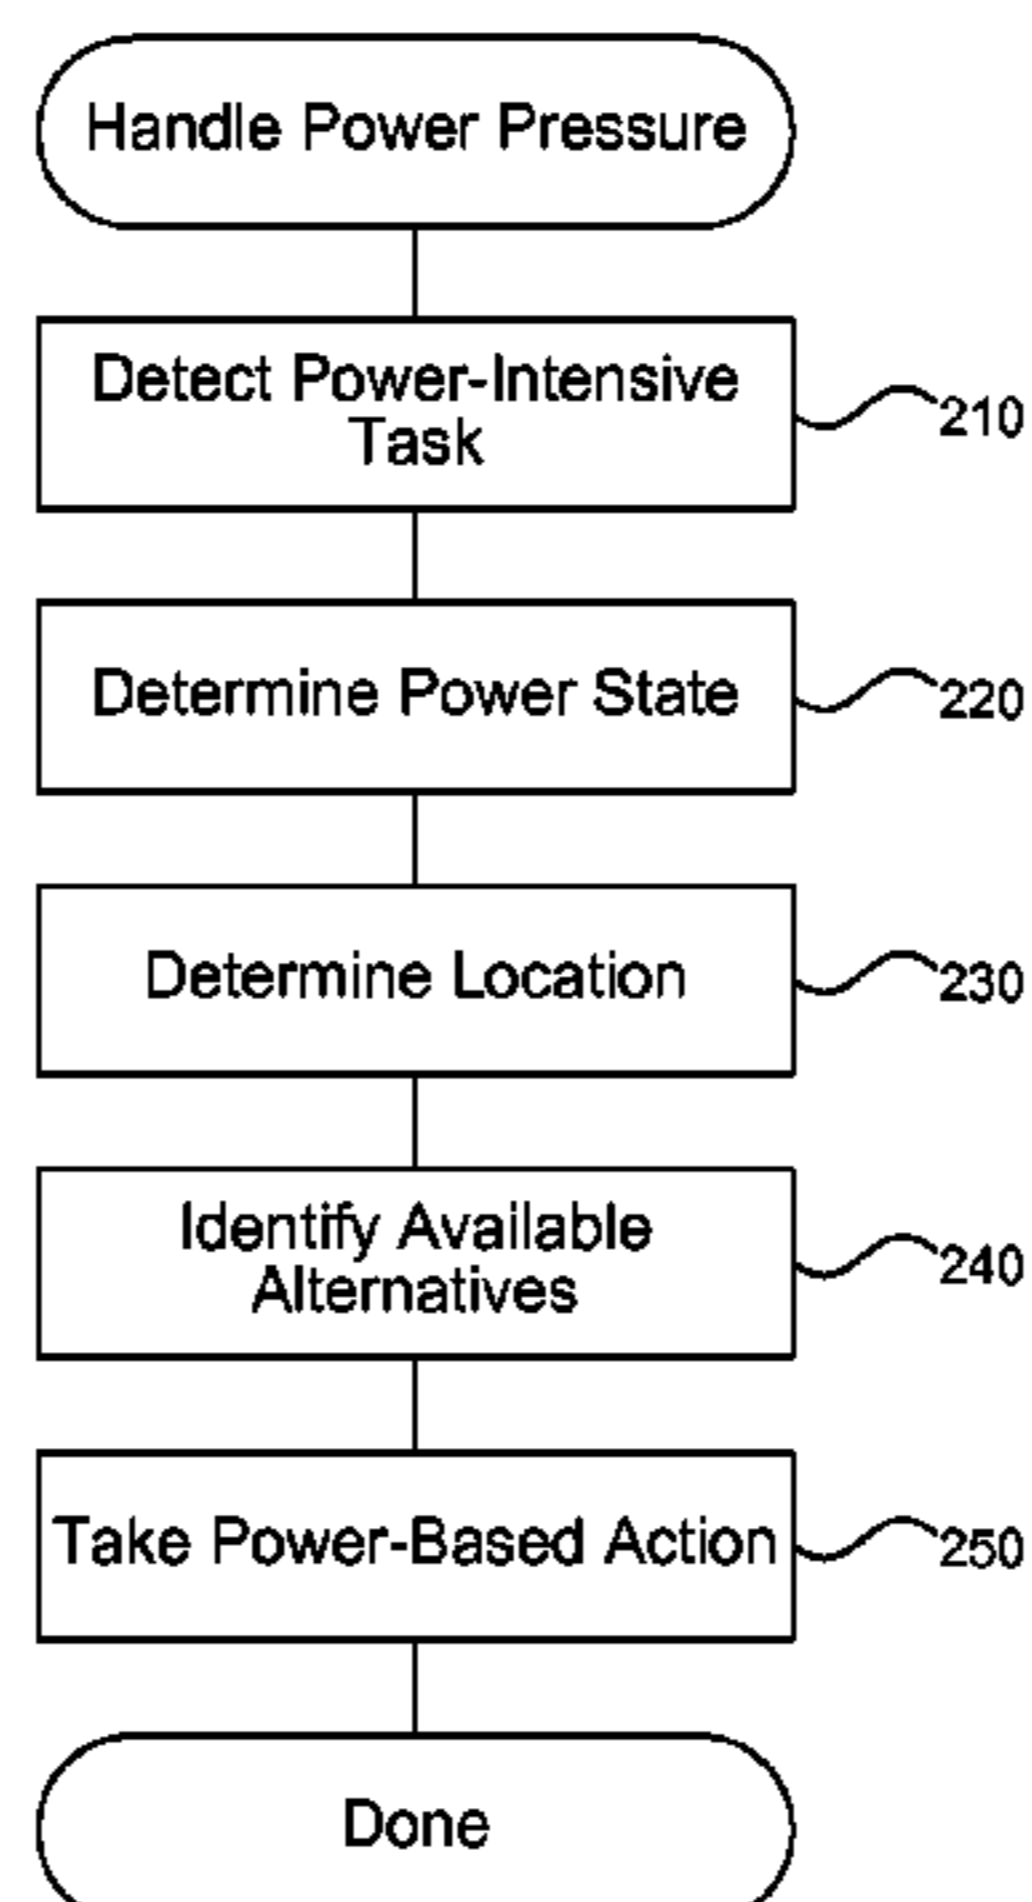 Handle Power Pressure
Detect Power-Intensive
Task
210
Determine Power State
220
Determine Location
230
Identify Available
Alternatives
240
Take Power-Based Action
250
Done